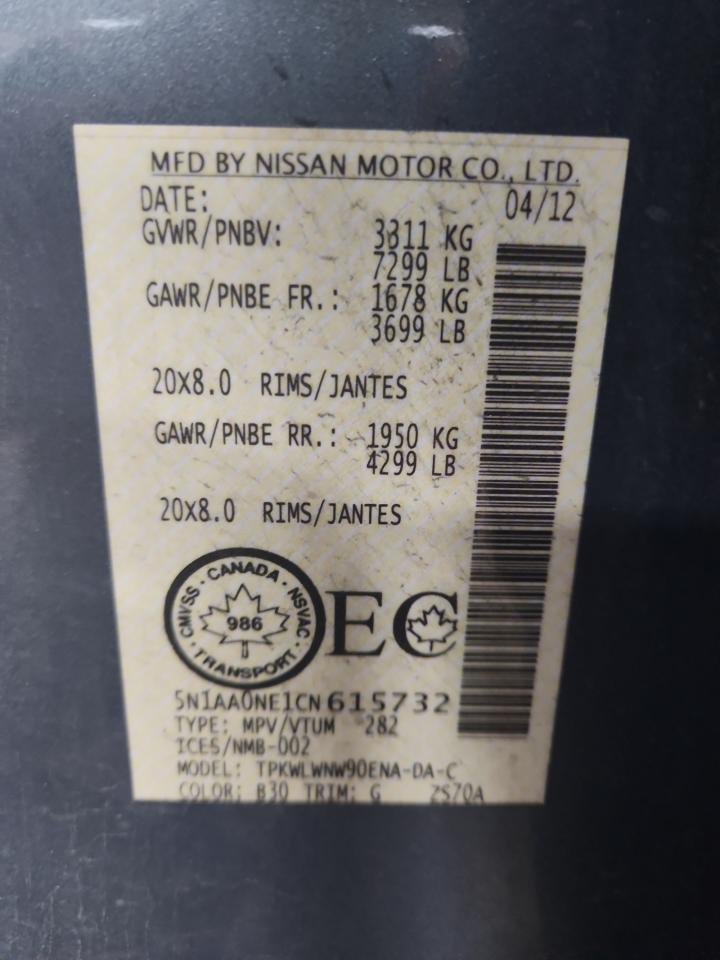 MFD BY NISSAN MOTOR CO., LTD.
DATE: 04/12
GVWR/PNBV: 3311 KG
7299 LB
GAWR/PNBE FR.: 1678 KG
3699 LB
20X8.0 RIMS/JANTES
GAWR/PNBE RR.: 1950 KG
4299 LB
20X8.0 RIMS/JANTES
CMVSS · CANADA · NSVAC · TRANSPORT ·
986
EC
5N1AA0NE1CN615732
TYPE: MPV/VTUM 282
ICES/NMB-002
MODEL: TPKWLWNW90ENA-DA-C
COLOR: B30 TRIM: G ZS70A